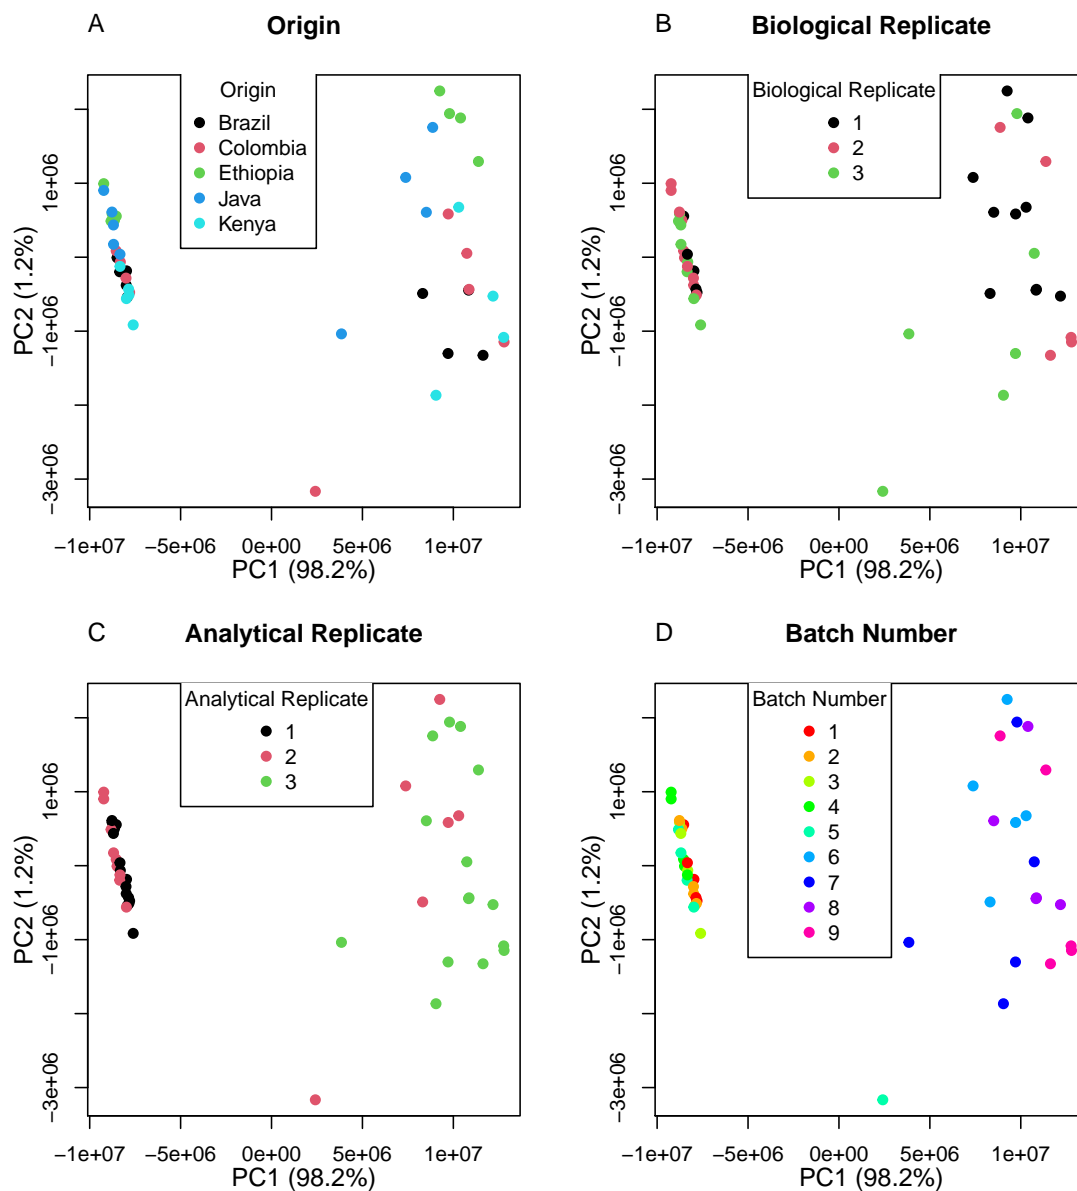 A
Origin
Origin
Brazil
Colombia
Ethiopia
Java
Kenya
PC2 (1.2%)
1e+06
−1e+06
−3e+06
−1e+07 −5e+06 0e+00 5e+06 1e+07
PC1 (98.2%)
B
Biological Replicate
Biological Replicate
1
2
3
PC2 (1.2%)
1e+06
−1e+06
−3e+06
−1e+07 −5e+06 0e+00 5e+06 1e+07
PC1 (98.2%)
C
Analytical Replicate
Analytical Replicate
1
2
3
PC2 (1.2%)
1e+06
−1e+06
−3e+06
−1e+07 −5e+06 0e+00 5e+06 1e+07
PC1 (98.2%)
D
Batch Number
Batch Number
1
2
3
4
5
6
7
8
9
PC2 (1.2%)
1e+06
−1e+06
−3e+06
−1e+07 −5e+06 0e+00 5e+06 1e+07
PC1 (98.2%)